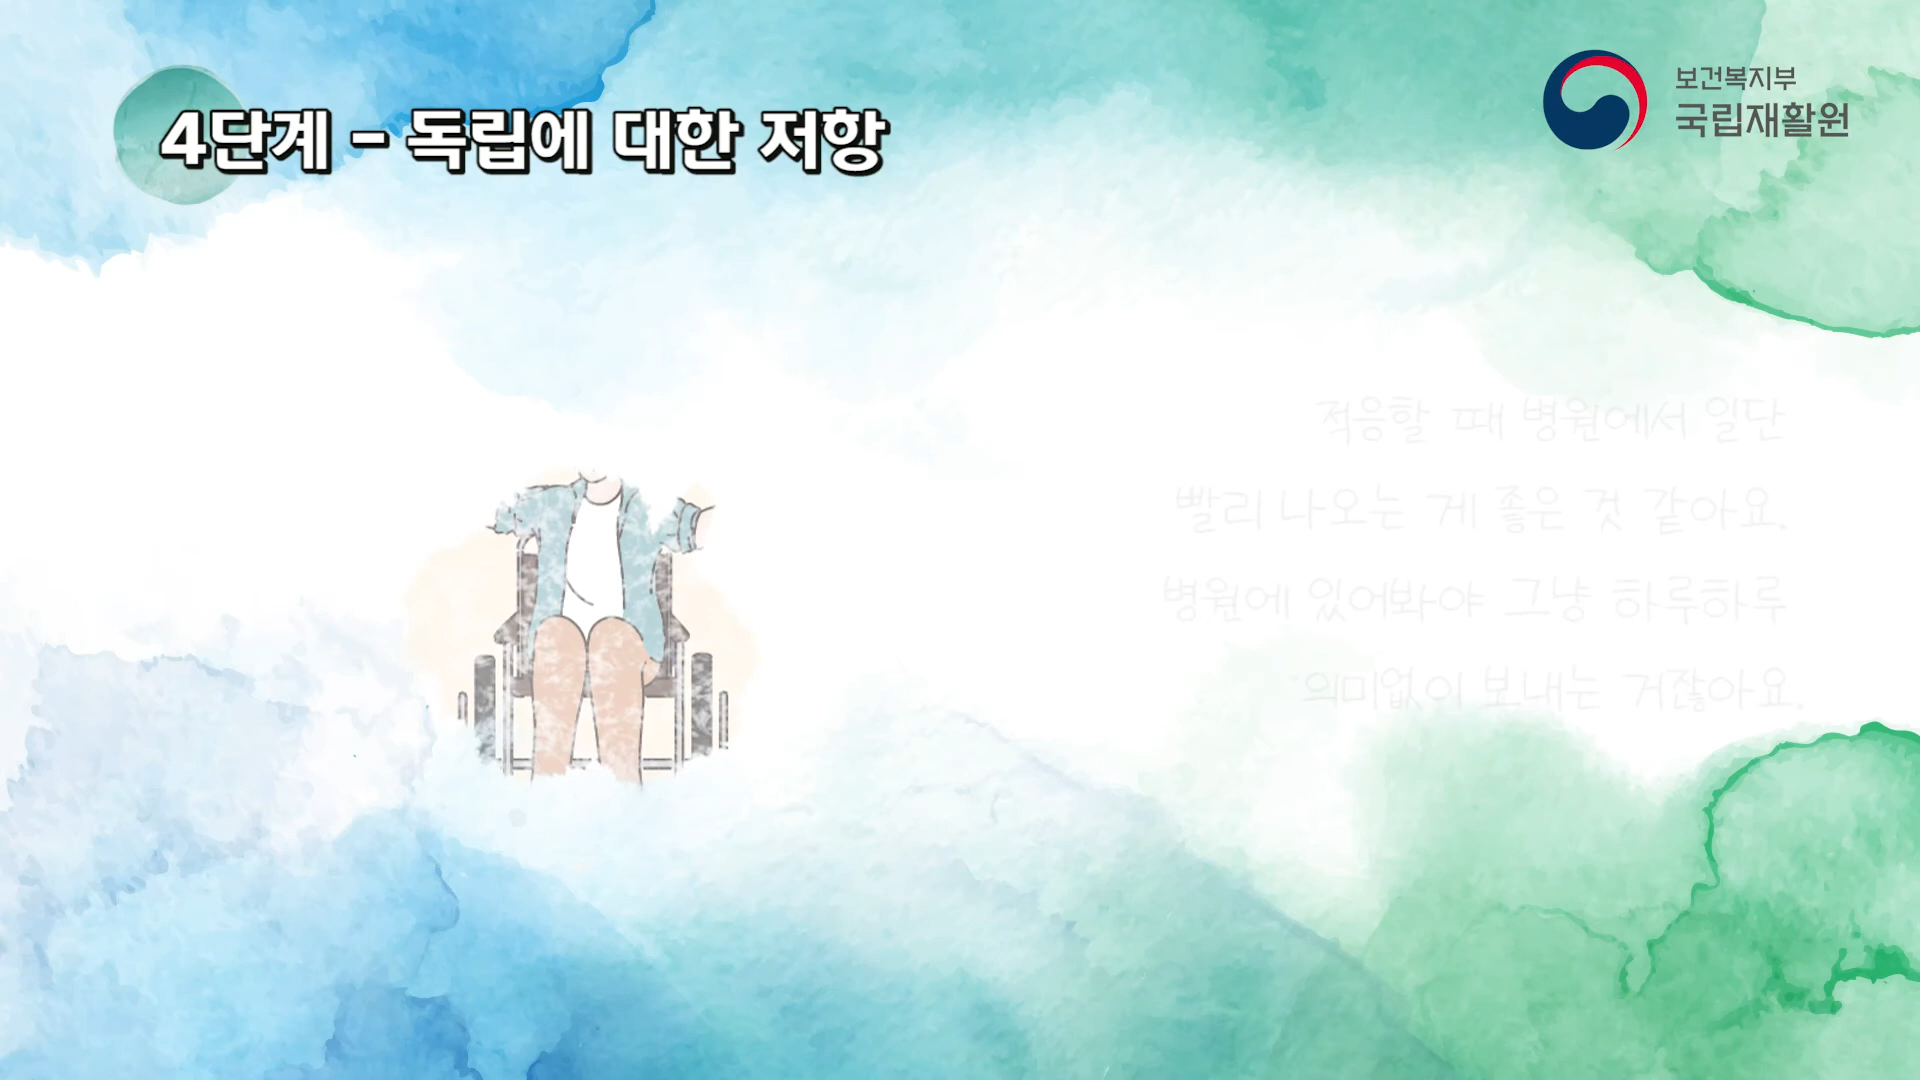 4단계 - 독립에 대한 저항
보건복지부
국립재활원
적응할 때 병원에서 일단
빨리 나오는 게 좋은 것 같아요.
병원에 있어봐야 그냥 하루하루
의미없이 보내는 거잖아요.